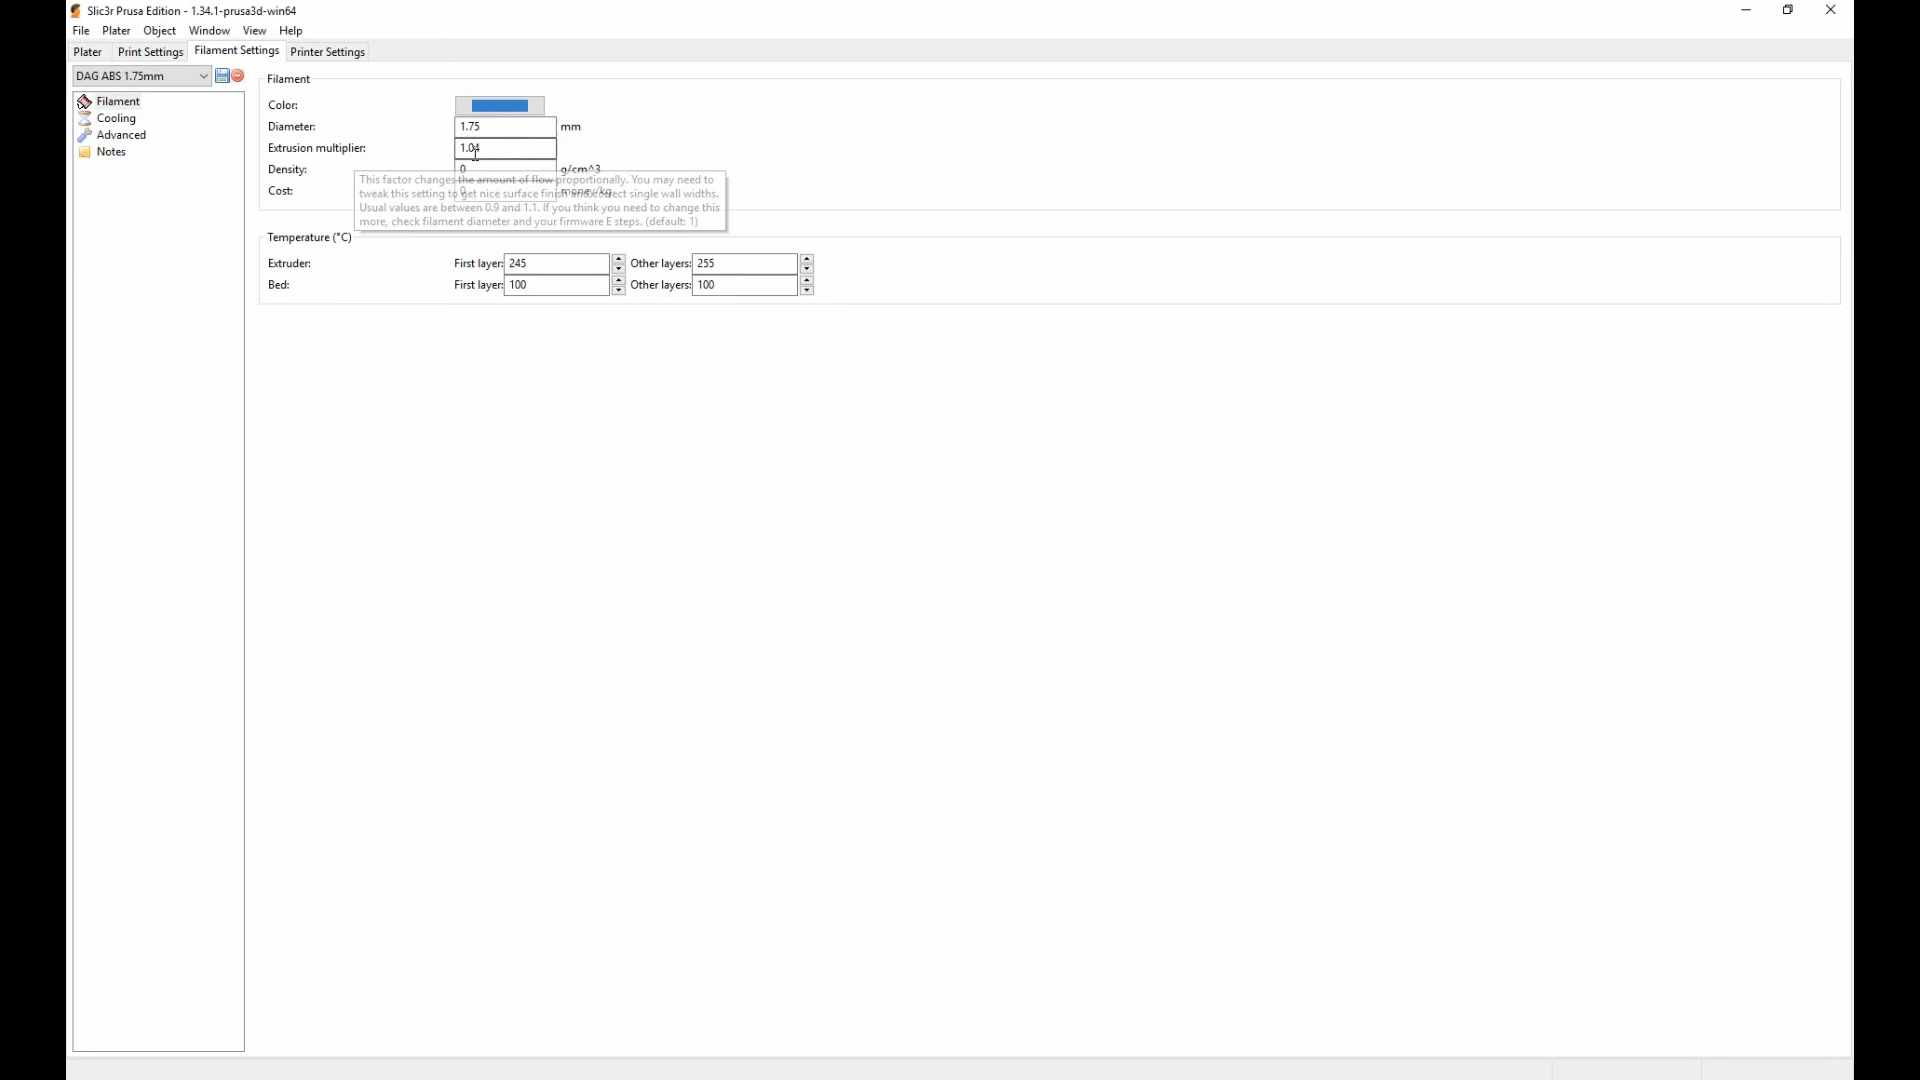 Slic3r Prusa Edition - 1.34.1-prusa3d-win64
File Plater Object Window View Help
Plater Print Settings Filament Settings Printer Settings
DAG ABS 1.75mm
Filament
Cooling
Advanced
Notes
Filament
Color:
Diameter: 1.75 mm
Extrusion multiplier: 1.04
Density: 0 g/cm^3
Cost: 0 money/kg
This factor changes the amount of flow proportionally. You may need to
tweak this setting to get nice surface finish and correct single wall widths.
Usual values are between 0.9 and 1.1. If you think you need to change this
more, check filament diameter and your firmware E steps. (default: 1)
Temperature (°C)
Extruder: First layer: 245 Other layers: 255
Bed: First layer: 100 Other layers: 100